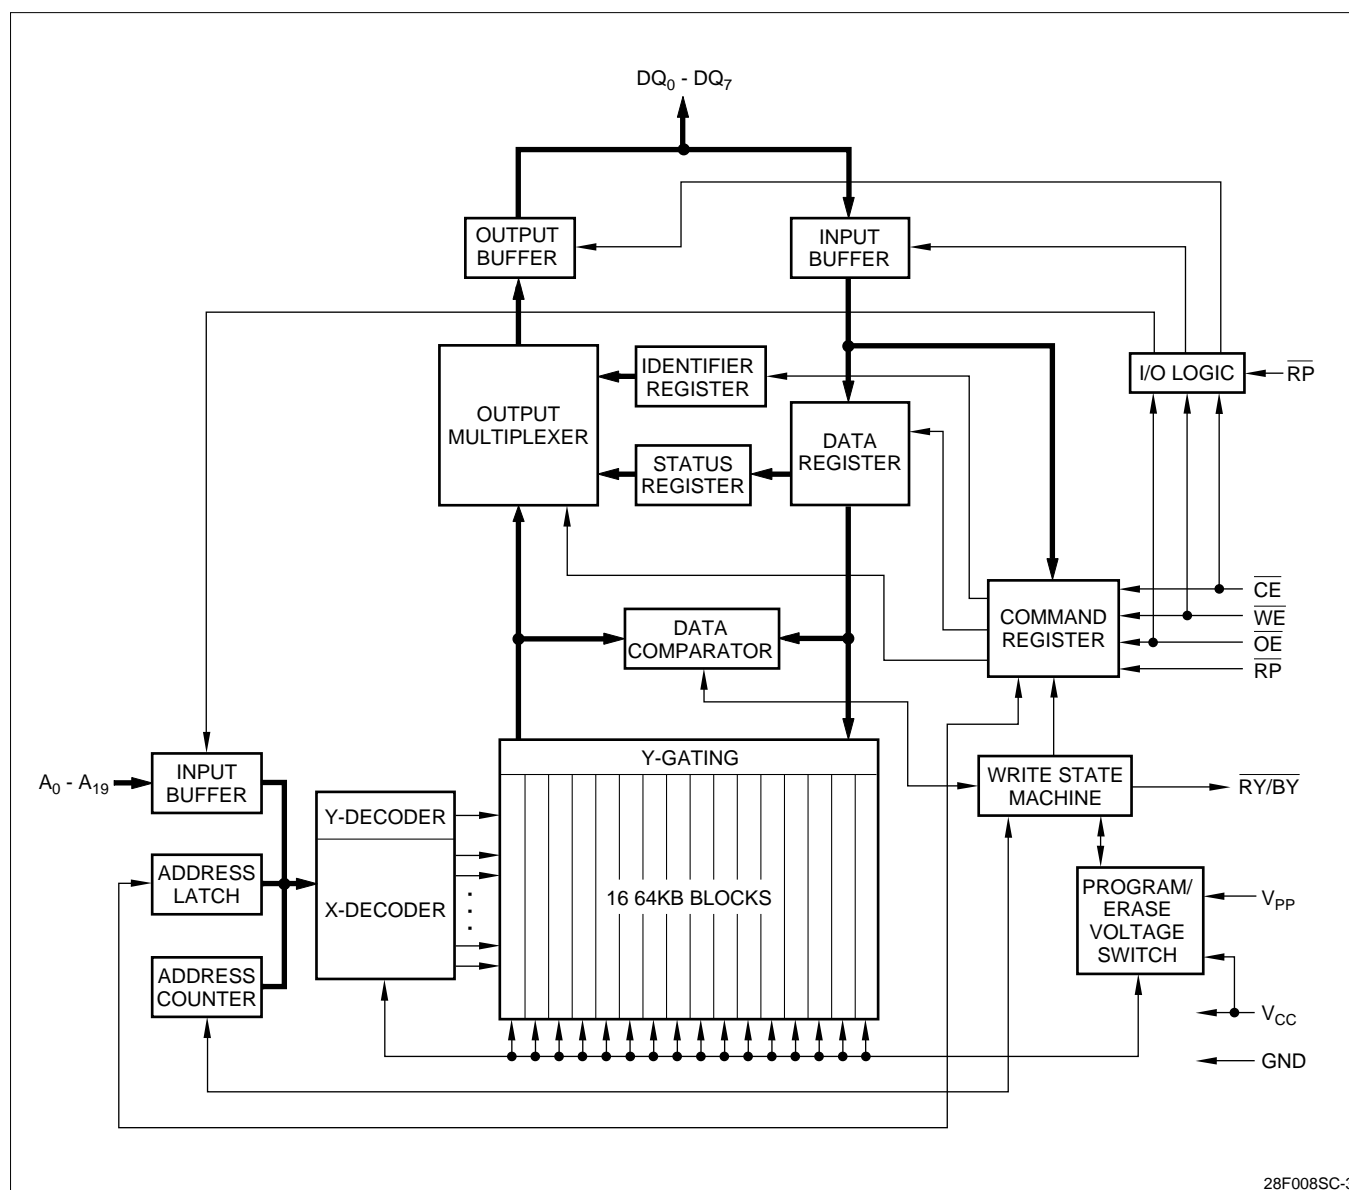 DQ0 - DQ7
OUTPUT
BUFFER
INPUT
BUFFER
IDENTIFIER
REGISTER
I/O LOGIC
RP
OUTPUT
MULTIPLEXER
DATA
REGISTER
STATUS
REGISTER
CE
WE
OE
RP
COMMAND
REGISTER
DATA
COMPARATOR
Y-GATING
A0 - A19
INPUT
BUFFER
WRITE STATE
MACHINE
RY/BY
Y-DECODER
ADDRESS
LATCH
X-DECODER
16 64KB BLOCKS
PROGRAM/
ERASE
VOLTAGE
SWITCH
VPP
ADDRESS
COUNTER
VCC
GND
28F008SC-3